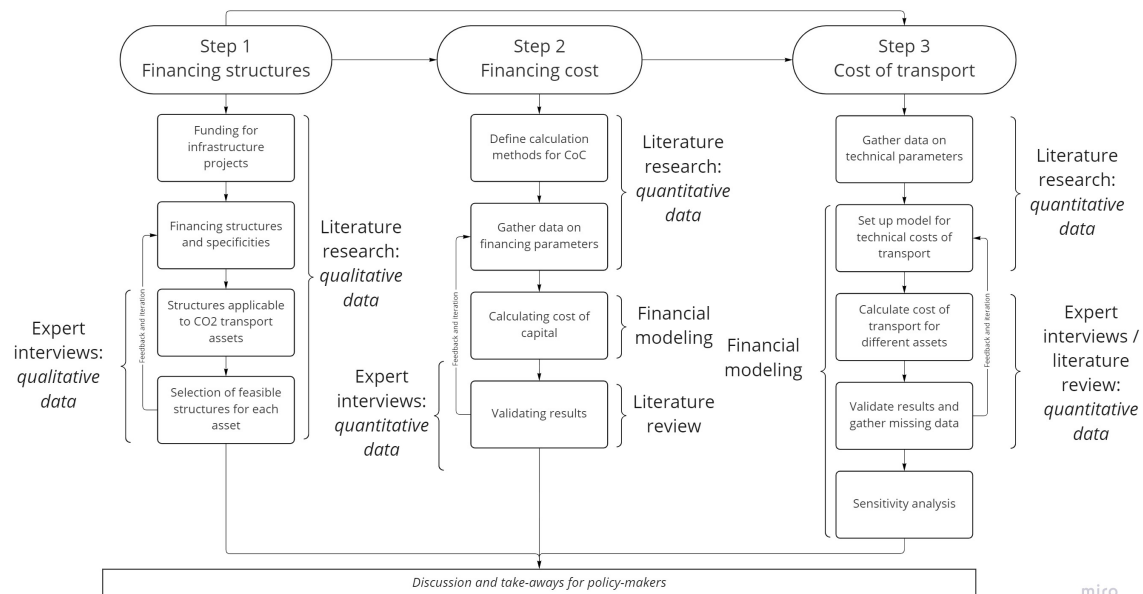 Step 1
Financing structures
Step 2
Financing cost
Step 3
Cost of transport
Funding for
infrastructure
projects
Financing structures
and specificities
Structures applicable
to CO2 transport
assets
Selection of feasible
structures for each
asset
Feedback and iteration
Literature
research:
qualitative
data
Expert
interviews:
qualitative
data
Define calculation
methods for CoC
Gather data on
financing parameters
Calculating cost of
capital
Validating results
Feedback and iteration
Literature
research:
quantitative
data
Financial
modeling
Literature
review
Expert
interviews:
quantitative
data
Gather data on
technical parameters
Set up model for
technical costs of
transport
Calculate cost of
transport for
different assets
Validate results and
gather missing data
Sensitivity analysis
Feedback and iteration
Financial
modeling
Literature
research:
quantitative
data
Expert
interviews /
literature
review:
quantitative
data
Discussion and take-aways for policy-makers
miro